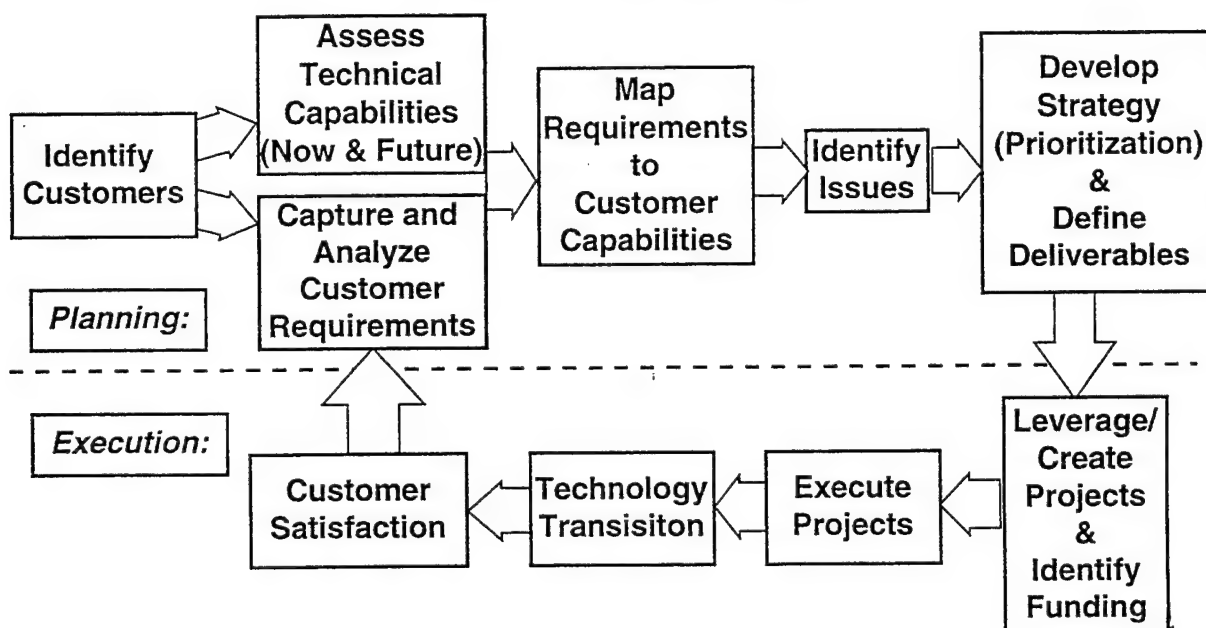 Identify
Customers
Assess
Technical
Capabilities
(Now & Future)
Capture and
Analyze
Customer
Requirements
Map
Requirements
to
Customer
Capabilities
Identify
Issues
Develop
Strategy
(Prioritization)
&
Define
Deliverables
Planning:
Execution:
Leverage/
Create
Projects
&
Identify
Funding
Execute
Projects
Technology
Transisiton
Customer
Satisfaction